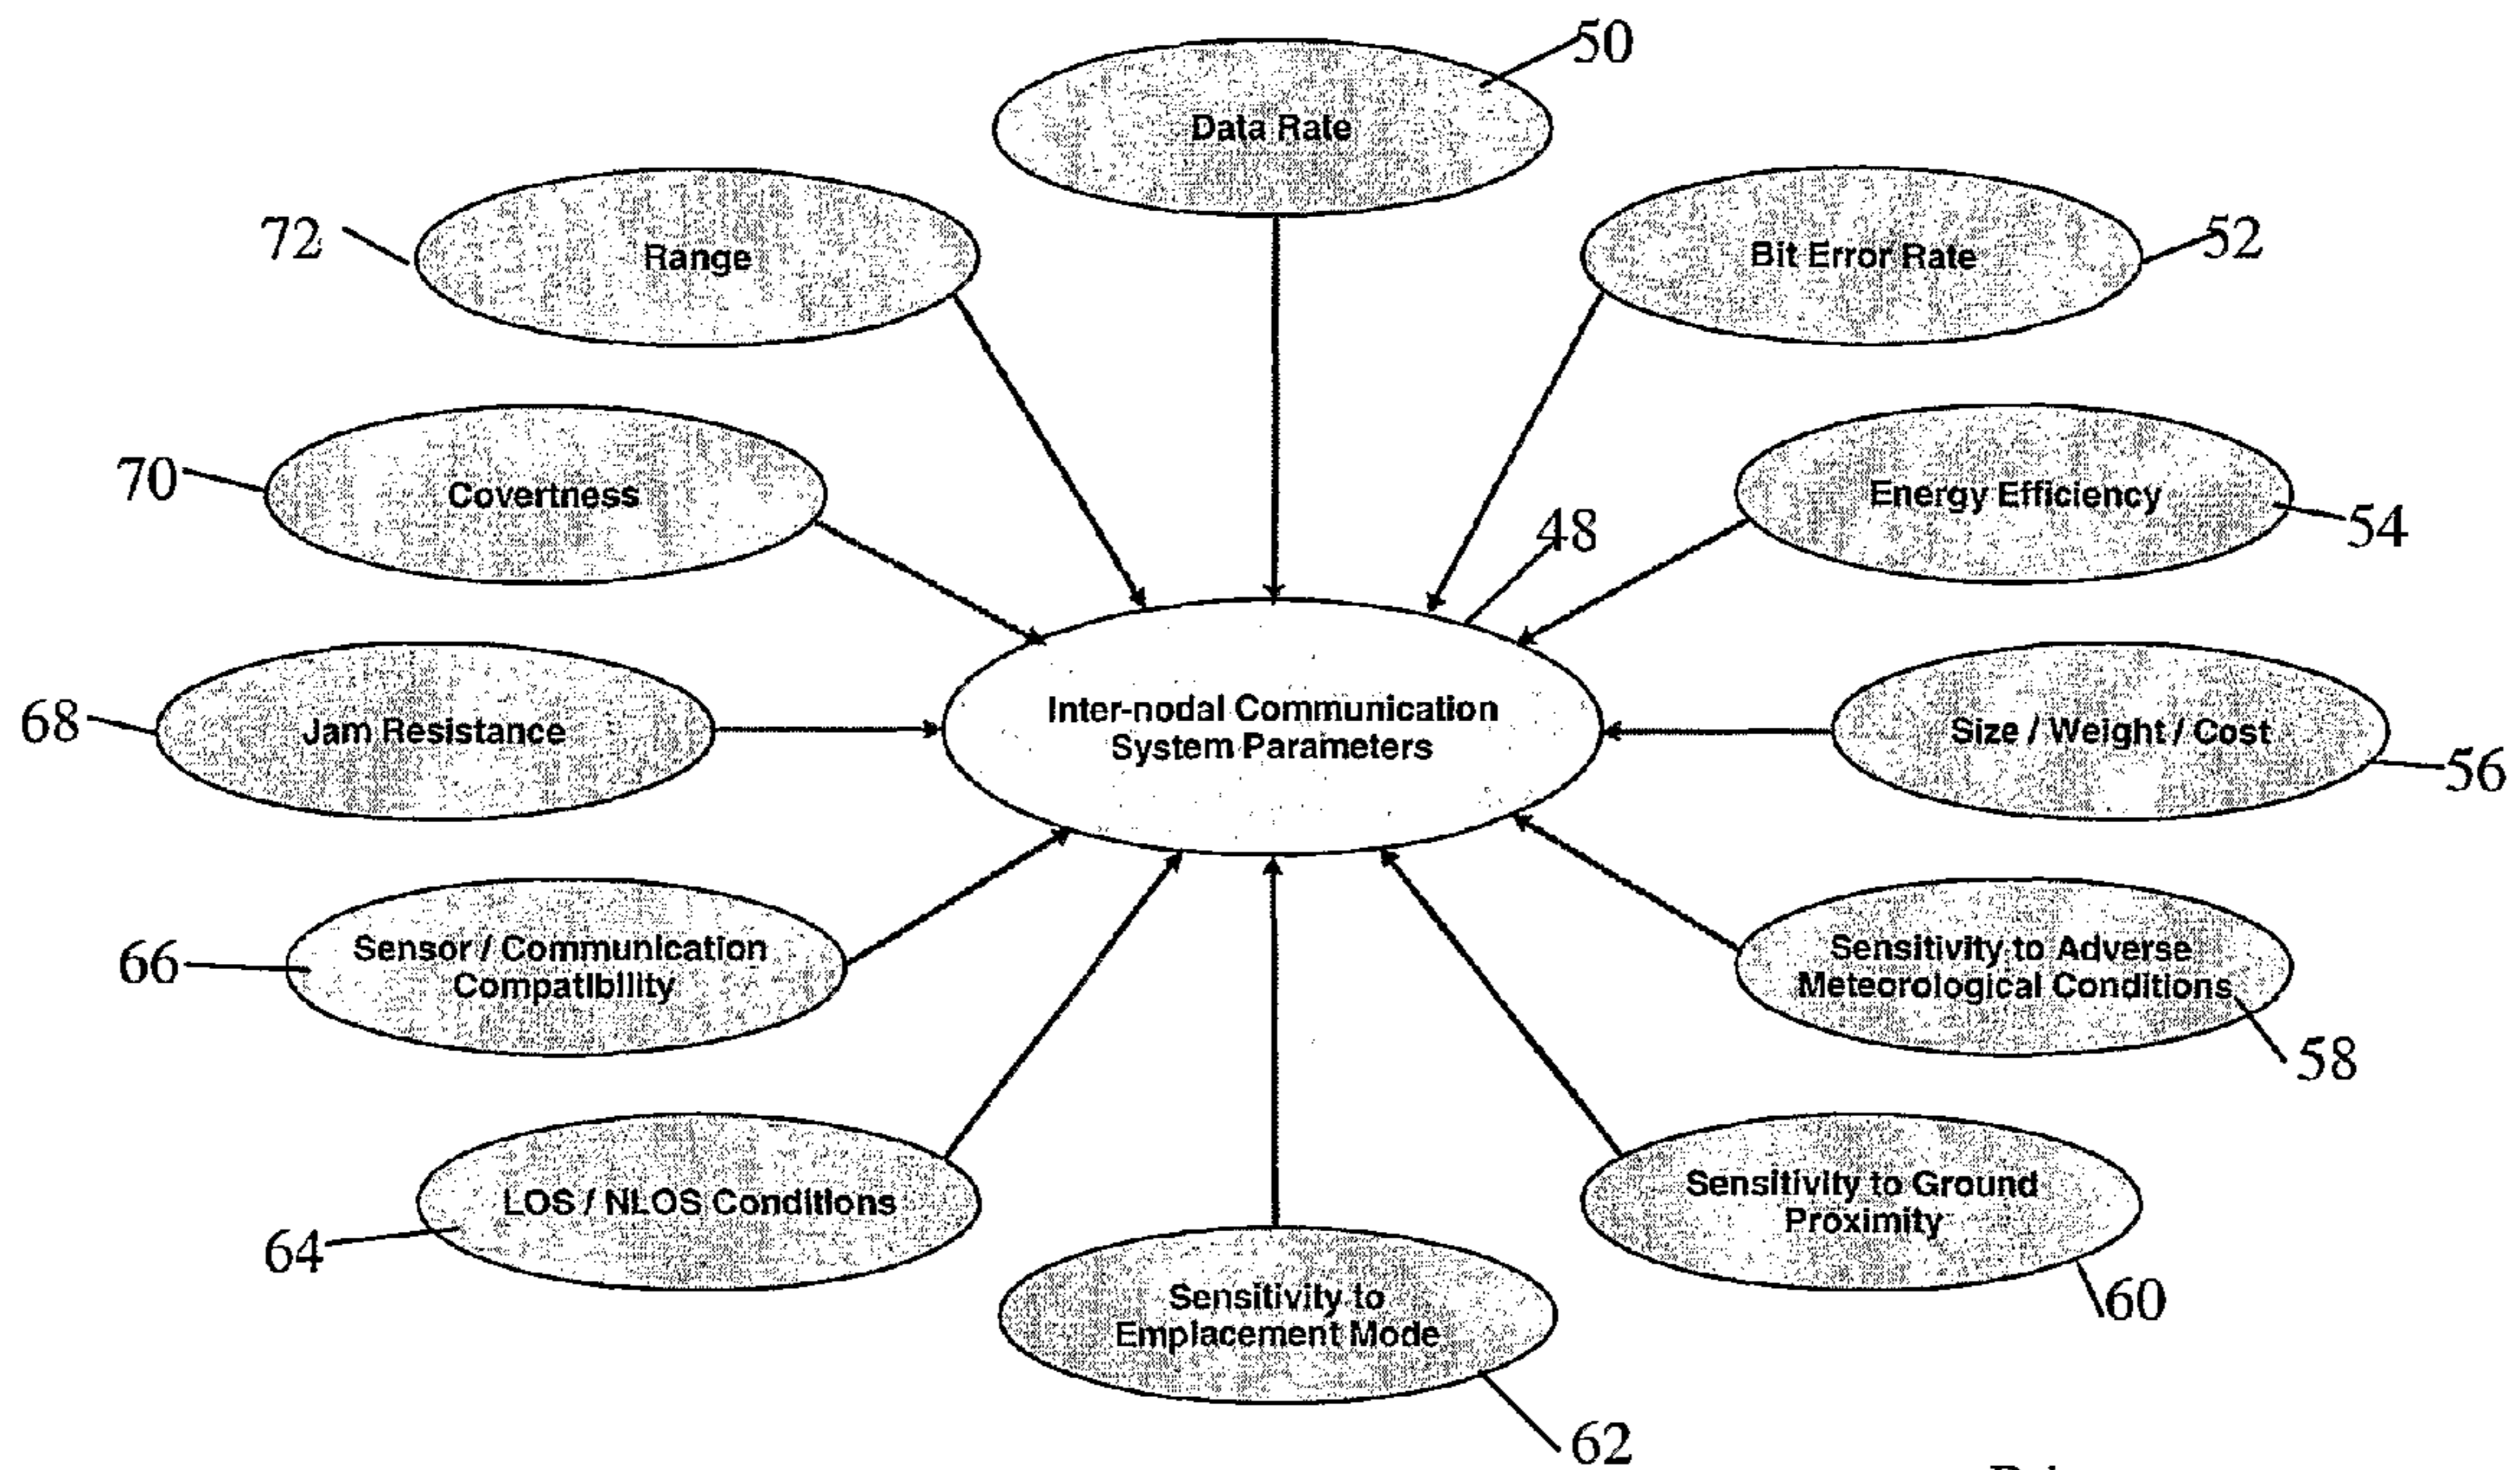 50
Data Rate
72
Range
Bit Error Rate
52
70
Covertness
Energy Efficiency
54
48
68
Jam Resistance
Inter-nodal Communication
System Parameters
Size / Weight / Cost
56
66
Sensor / Communication
Compatibility
Sensitivity to Adverse
Meteorological Conditions
58
64
LOS / NLOS Conditions
Sensitivity to Ground
Proximity
60
Sensitivity to
Emplacement Mode
62